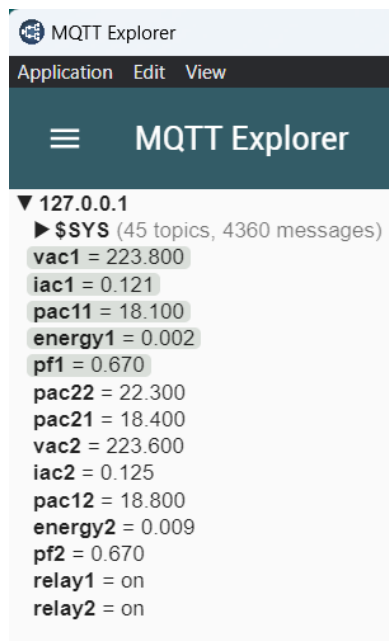 MQTT Explorer
Application Edit View
MQTT Explorer
127.0.0.1
$SYS (45 topics, 4360 messages)
vac1 = 223.800
iac1 = 0.121
pac11 = 18.100
energy1 = 0.002
pf1 = 0.670
pac22 = 22.300
pac21 = 18.400
vac2 = 223.600
iac2 = 0.125
pac12 = 18.800
energy2 = 0.009
pf2 = 0.670
relay1 = on
relay2 = on